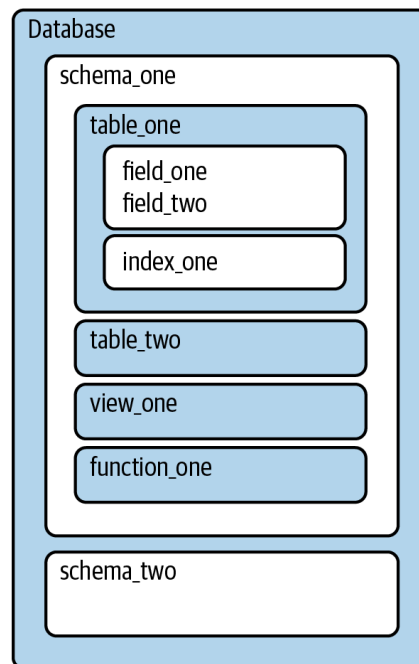 Database
schema_one
table_one
field_one
field_two
index_one
table_two
view_one
function_one
schema_two